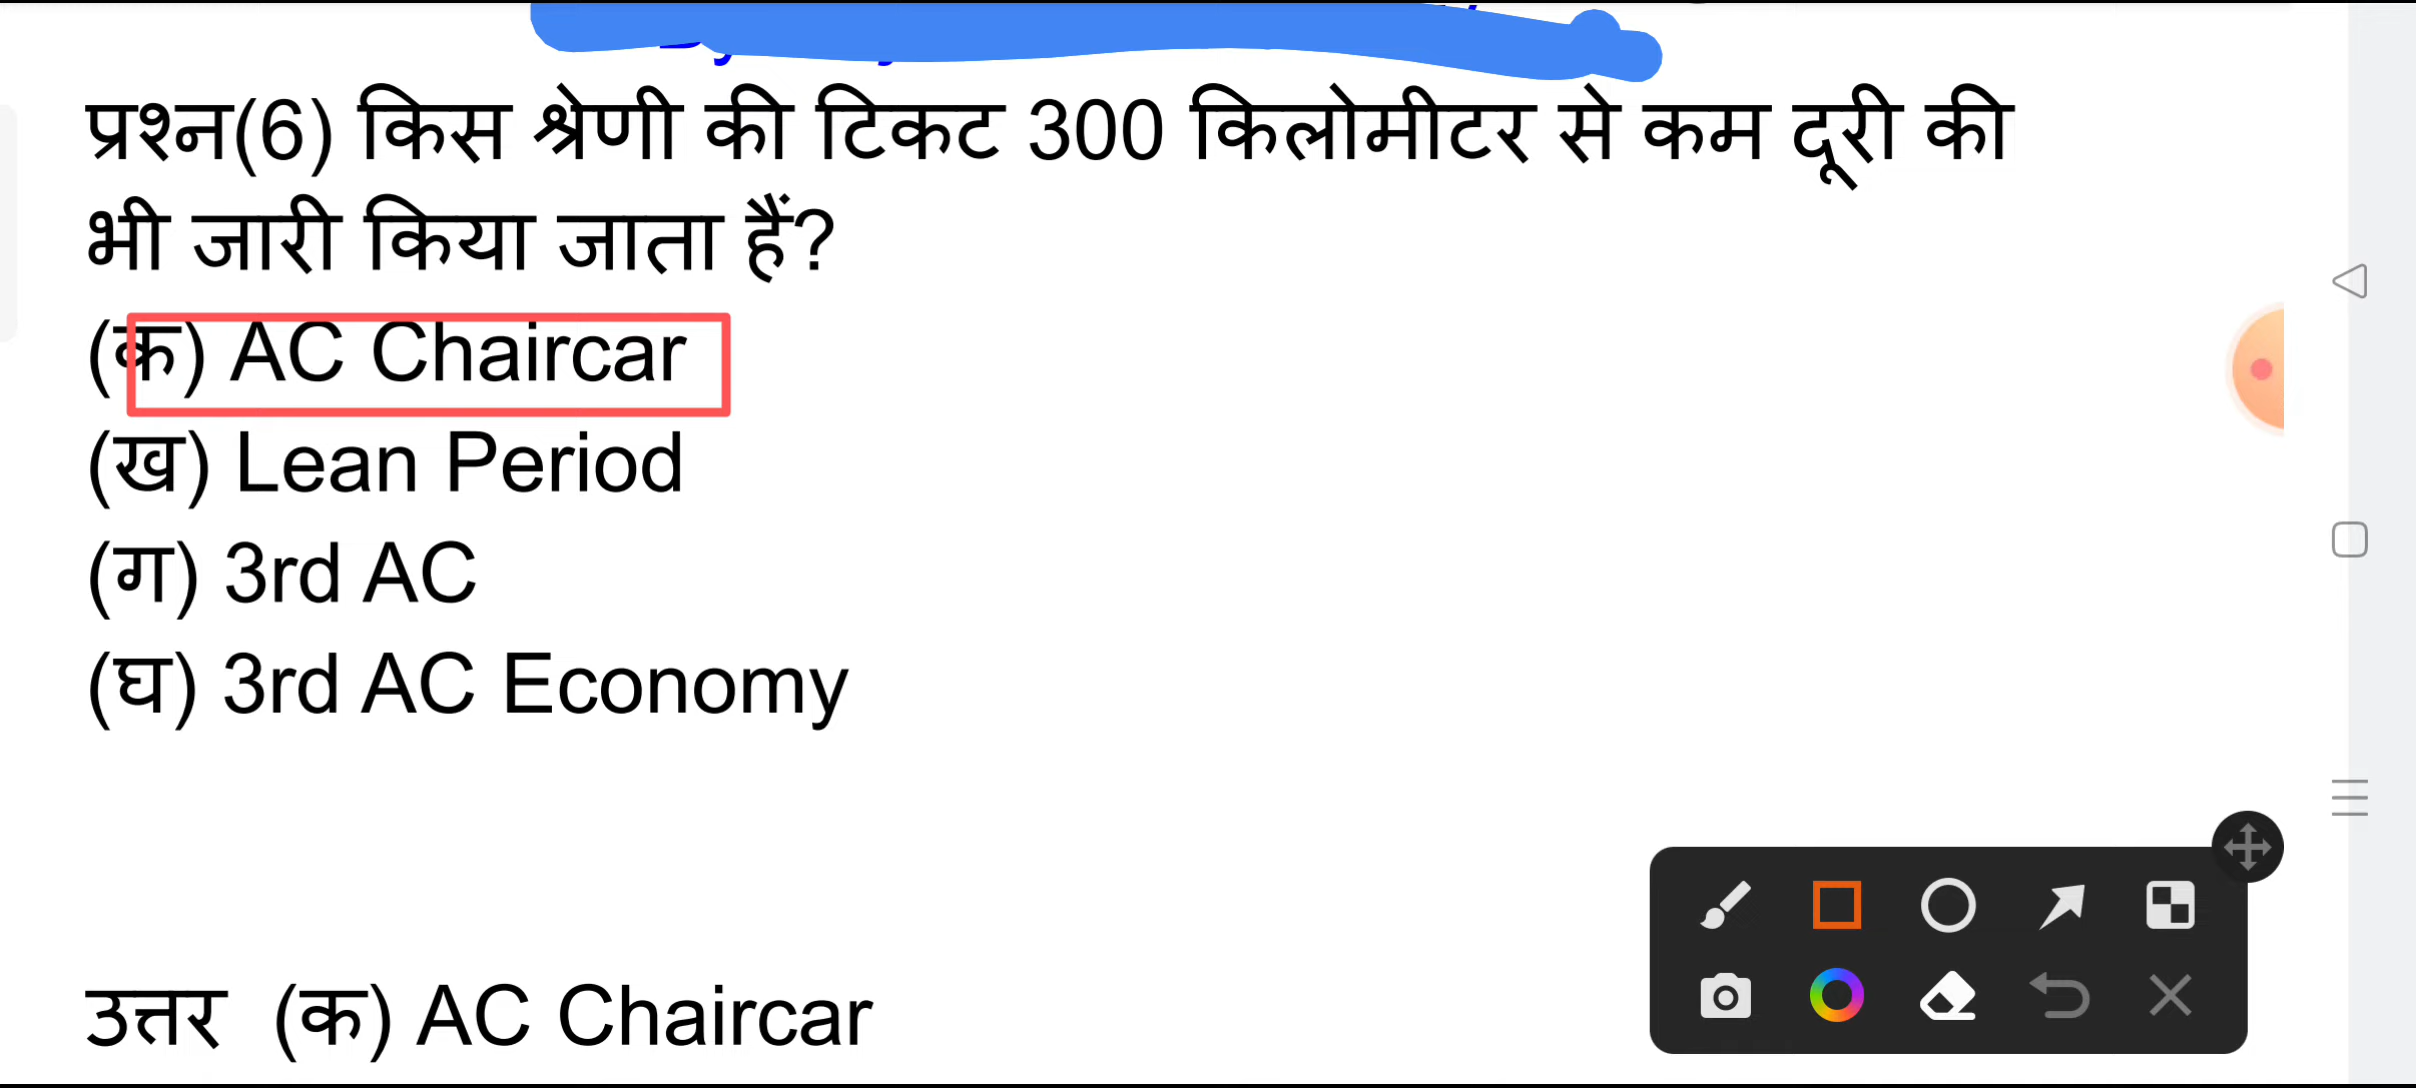 प्रश्न(6) किस श्रेणी की टिकट 300 किलोमीटर से कम दूरी की
भी जारी किया जाता हैं?
(क) AC Chaircar
(ख) Lean Period
(ग) 3rd AC
(घ) 3rd AC Economy
उत्तर (क) AC Chaircar